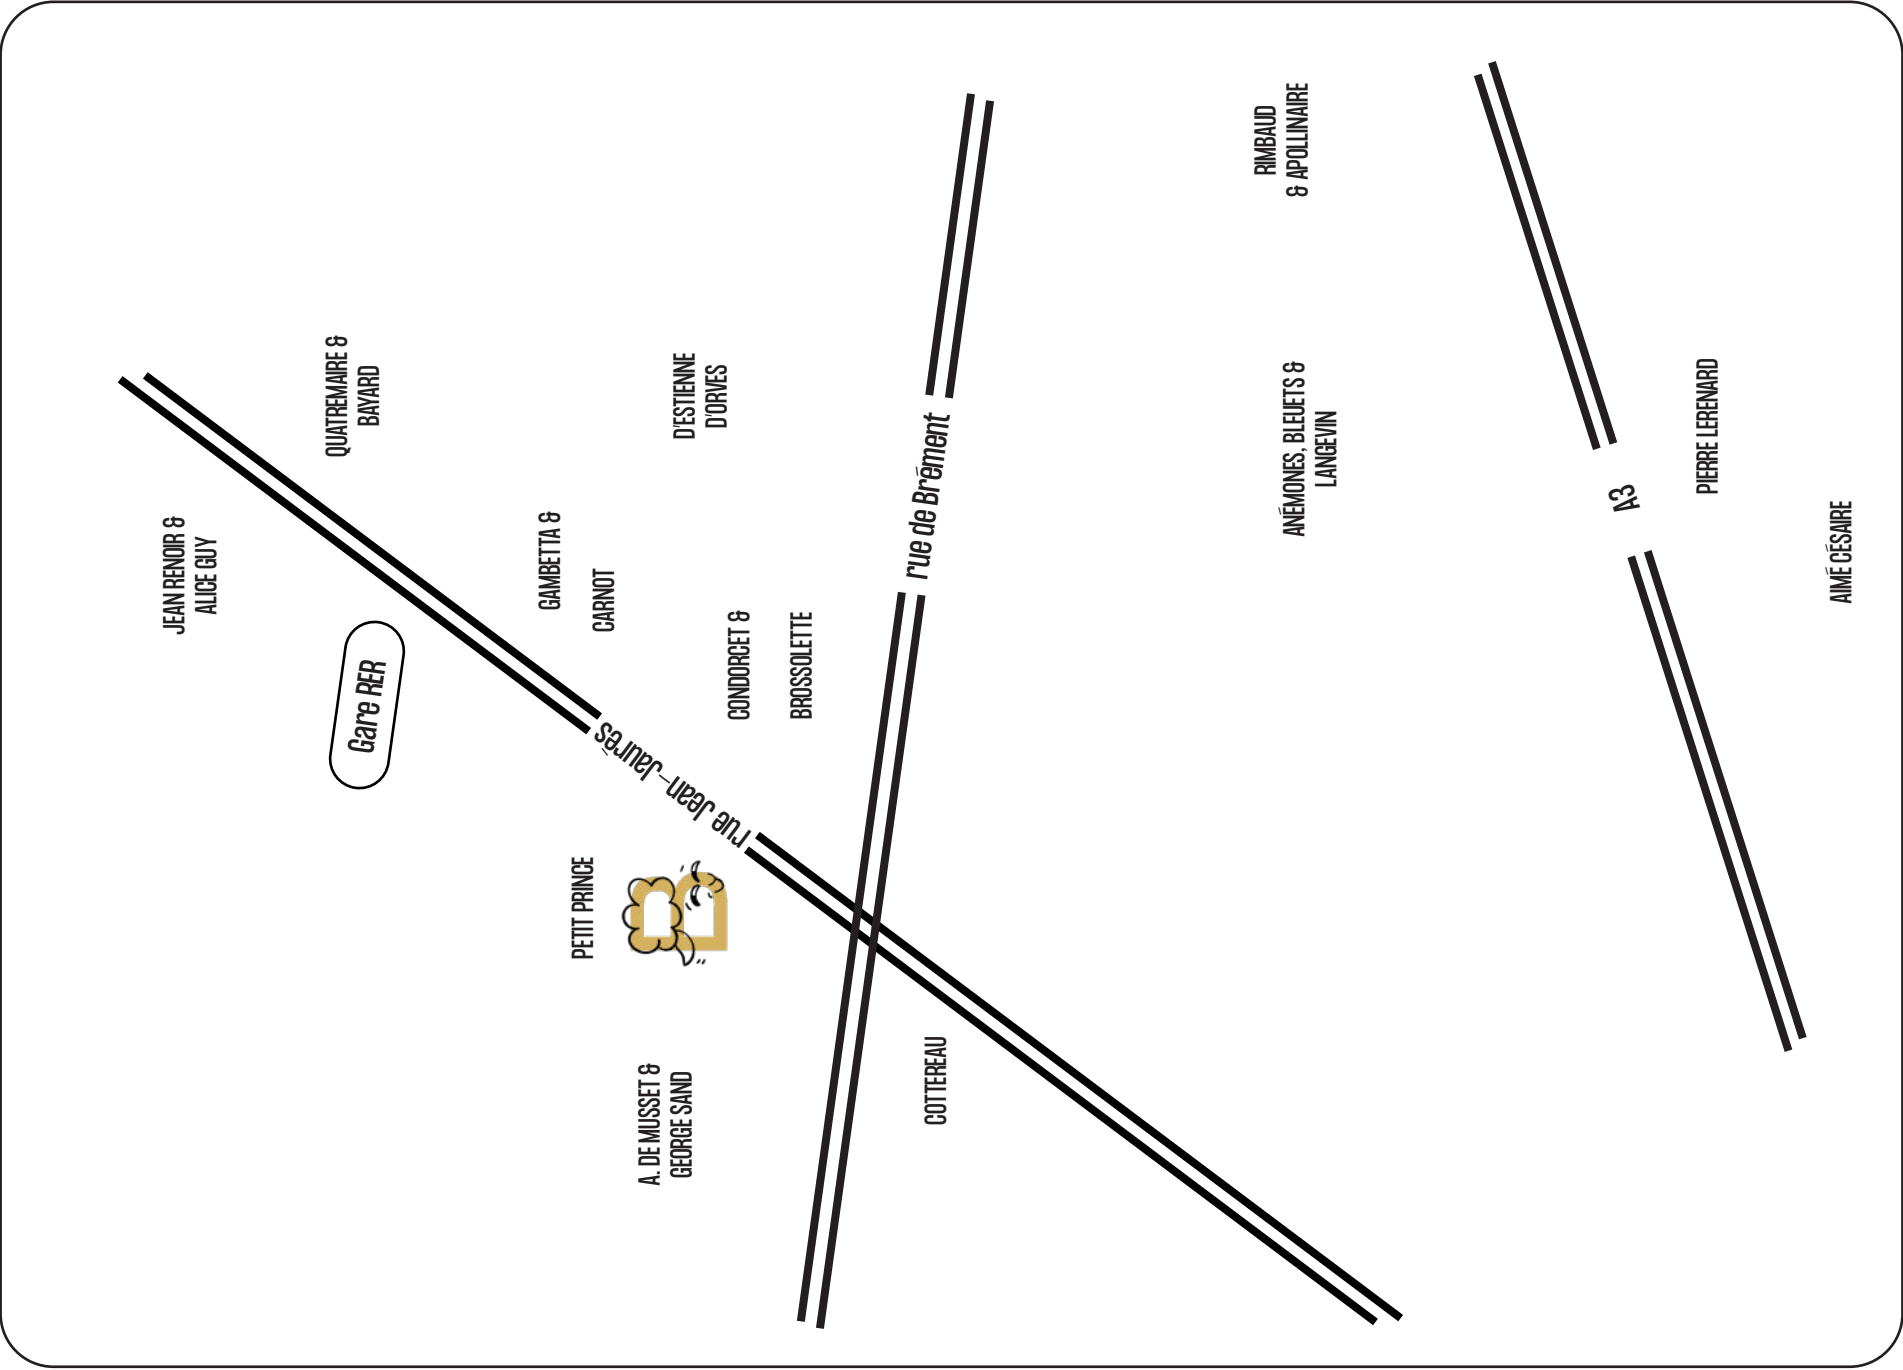 JEAN RENOIR &
ALICE GUY
QUATREMAIRE &
BAYARD
Gare RER
GAMBETTA &
CARNOT
D'ESTIENNE
D'ORVES
CONDORCET &
BROSSOLETTE
rue Jean-Jaurès
PETIT PRINCE
A. DE MUSSET &
GEORGE SAND
rue de Brément
COTTEREAU
RIMBAUD
& APOLLINAIRE
ANÉMONES, BLEUETS &
LANGEVIN
A3
PIERRE LERENARD
AIMÉ CÉSAIRE